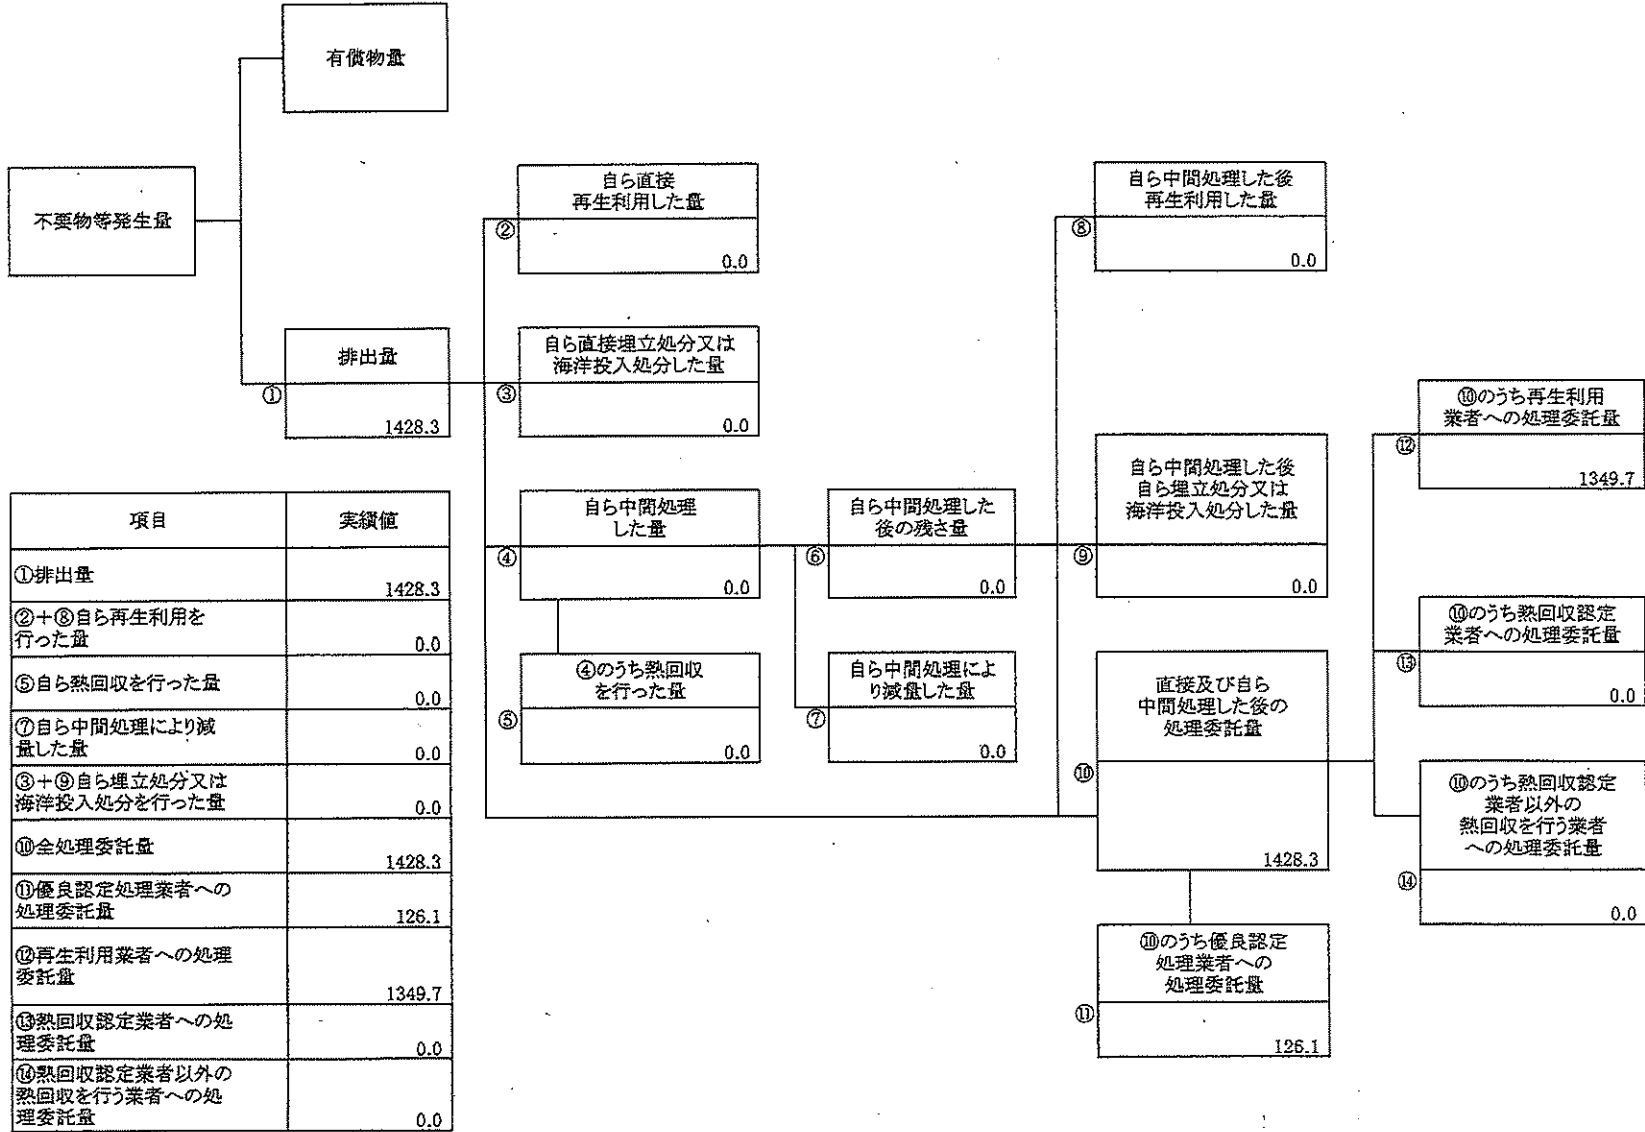 有償物量
不要物等発生量
①
排出量
1428.3
②
自ら直接
再生利用した量
0.0
③
自ら直接埋立処分又は
海洋投入処分した量
0.0
④
自ら中間処理
した量
0.0
⑤
④のうち熱回収
を行った量
0.0
⑥
自ら中間処理した
後の残さ量
0.0
⑦
自ら中間処理によ
り減量した量
0.0
⑧
自ら中間処理した後
再生利用した量
0.0
⑨
自ら中間処理した後
自ら埋立処分又は
海洋投入処分した量
0.0
⑩
直接及び自ら
中間処理した後の
処理委託量
1428.3
⑪
⑩のうち優良認定
処理業者への
処理委託量
126.1
⑫
⑩のうち再生利用
業者への処理委託量
1349.7
⑬
⑩のうち熱回収認定
業者への処理委託量
0.0
⑭
⑩のうち熱回収認定
業者以外の
熱回収を行う業者
への処理委託量
0.0
項目 実績値
①排出量
1428.3
②+⑧自ら再生利用を
行った量
0.0
⑤自ら熱回収を行った量
0.0
⑦自ら中間処理により減
量した量
0.0
③+⑨自ら埋立処分又は
海洋投入処分を行った量
0.0
⑩全処理委託量
1428.3
⑪優良認定処理業者への
処理委託量
126.1
⑫再生利用業者への処理
委託量
1349.7
⑬熱回収認定業者への処
理委託量
0.0
⑭熱回収認定業者以外の
熱回収を行う業者への処
理委託量
0.0